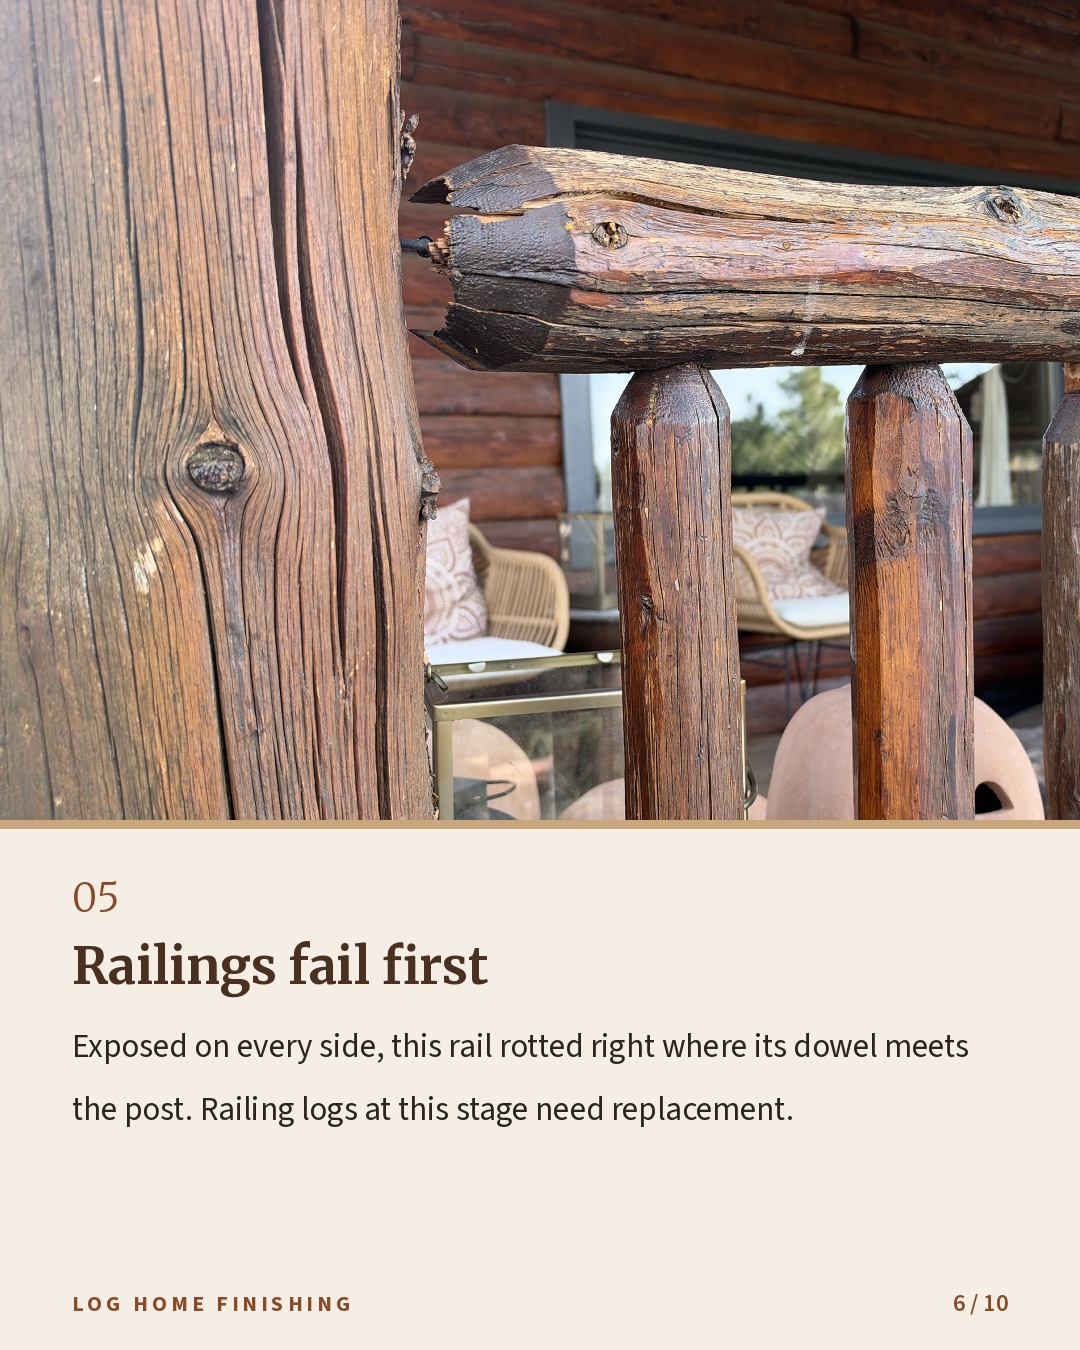 05
Railings fail first
Exposed on every side, this rail rotted right where its dowel meets
the post. Railing logs at this stage need replacement.
LOG HOME FINISHING
6 / 10